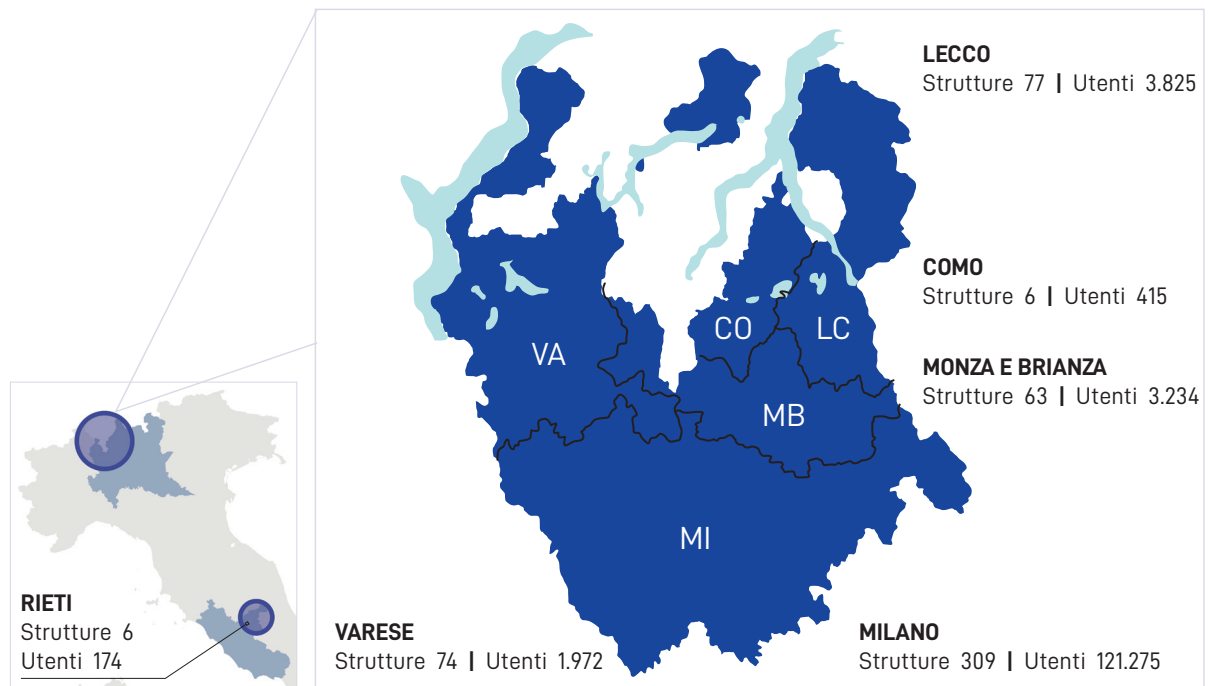 LECCO
Strutture 77 | Utenti 3.825
COMO
Strutture 6 | Utenti 415
MONZA E BRIANZA
Strutture 63 | Utenti 3.234
VA
CO
LC
MB
MI
RIETI
Strutture 6
Utenti 174
VARESE
Strutture 74 | Utenti 1.972
MILANO
Strutture 309 | Utenti 121.275